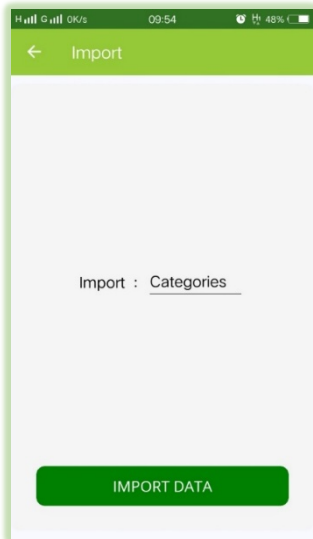 H G 0K/s 09:54 48%
Import
Import : Categories
IMPORT DATA